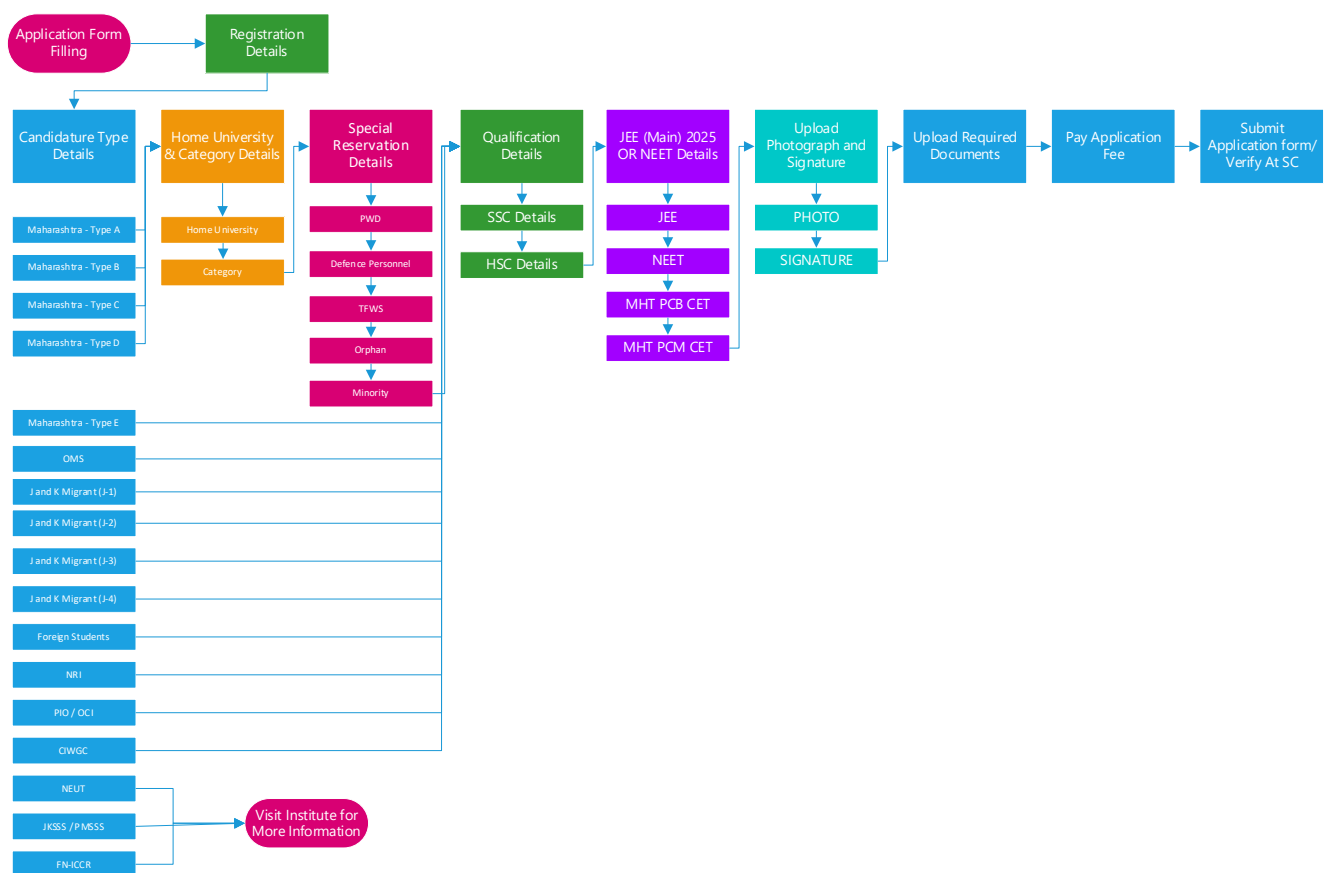 Application Form
Filling
Registration
Details
Candidature Type
Details
Home University
& Category Details
Special
Reservation
Details
Qualification
Details
JEE (Main) 2025
OR NEET Details
Upload
Photograph and
Signature
Upload Required
Documents
Pay Application
Fee
Submit
Application form/
Verify At SC
Maharashtra - Type A
Maharashtra - Type B
Maharashtra - Type C
Maharashtra - Type D
Home University
Category
PWD
Defence Personnel
TFWS
Orphan
Minority
SSC Details
HSC Details
JEE
NEET
MHT PCB CET
MHT PCM CET
PHOTO
SIGNATURE
Maharashtra - Type E
OMS
J and K Migrant (J-1)
J and K Migrant (J-2)
J and K Migrant (J-3)
J and K Migrant (J-4)
Foreign Students
NRI
PIO / OCI
CIWGC
NEUT
JKSSS / PMSSS
FN-ICCR
Visit Institute for
More Information